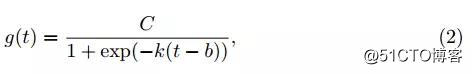 g(t) = C / (1 + exp(−k(t − b))), (2)
@51CTO博客